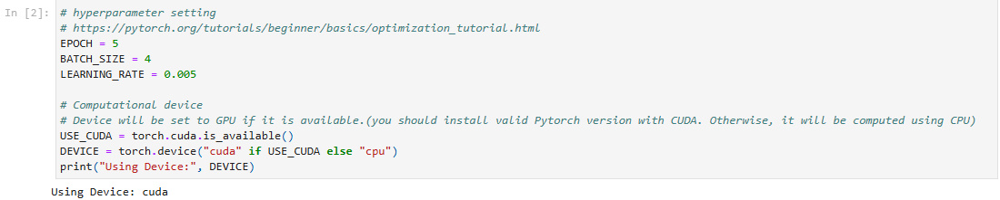 In [2]: # hyperparameter setting
# https://pytorch.org/tutorials/beginner/basics/optimization_tutorial.html
EPOCH = 5
BATCH_SIZE = 4
LEARNING_RATE = 0.005
# Computational device
# Device will be set to GPU if it is available.(you should install valid Pytorch version with CUDA. Otherwise, it will be computed using CPU)
USE_CUDA = torch.cuda.is_available()
DEVICE = torch.device("cuda" if USE_CUDA else "cpu")
print("Using Device:", DEVICE)
Using Device: cuda